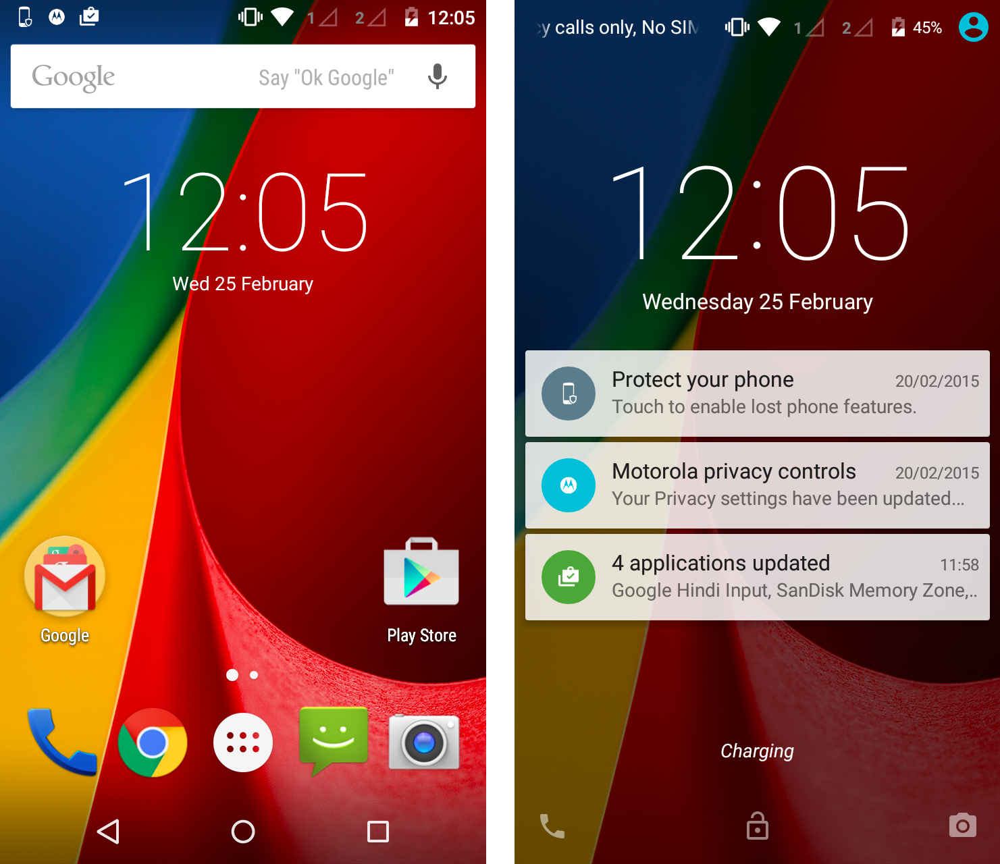 1 2 12:05
Google Say "Ok Google"
12:05
Wed 25 February
Google
Play Store
y calls only, No SIM 1 2 45%
12:05
Wednesday 25 February
Protect your phone 20/02/2015
Touch to enable lost phone features.
Motorola privacy controls 20/02/2015
Your Privacy settings have been updated...
4 applications updated 11:58
Google Hindi Input, SanDisk Memory Zone,..
Charging